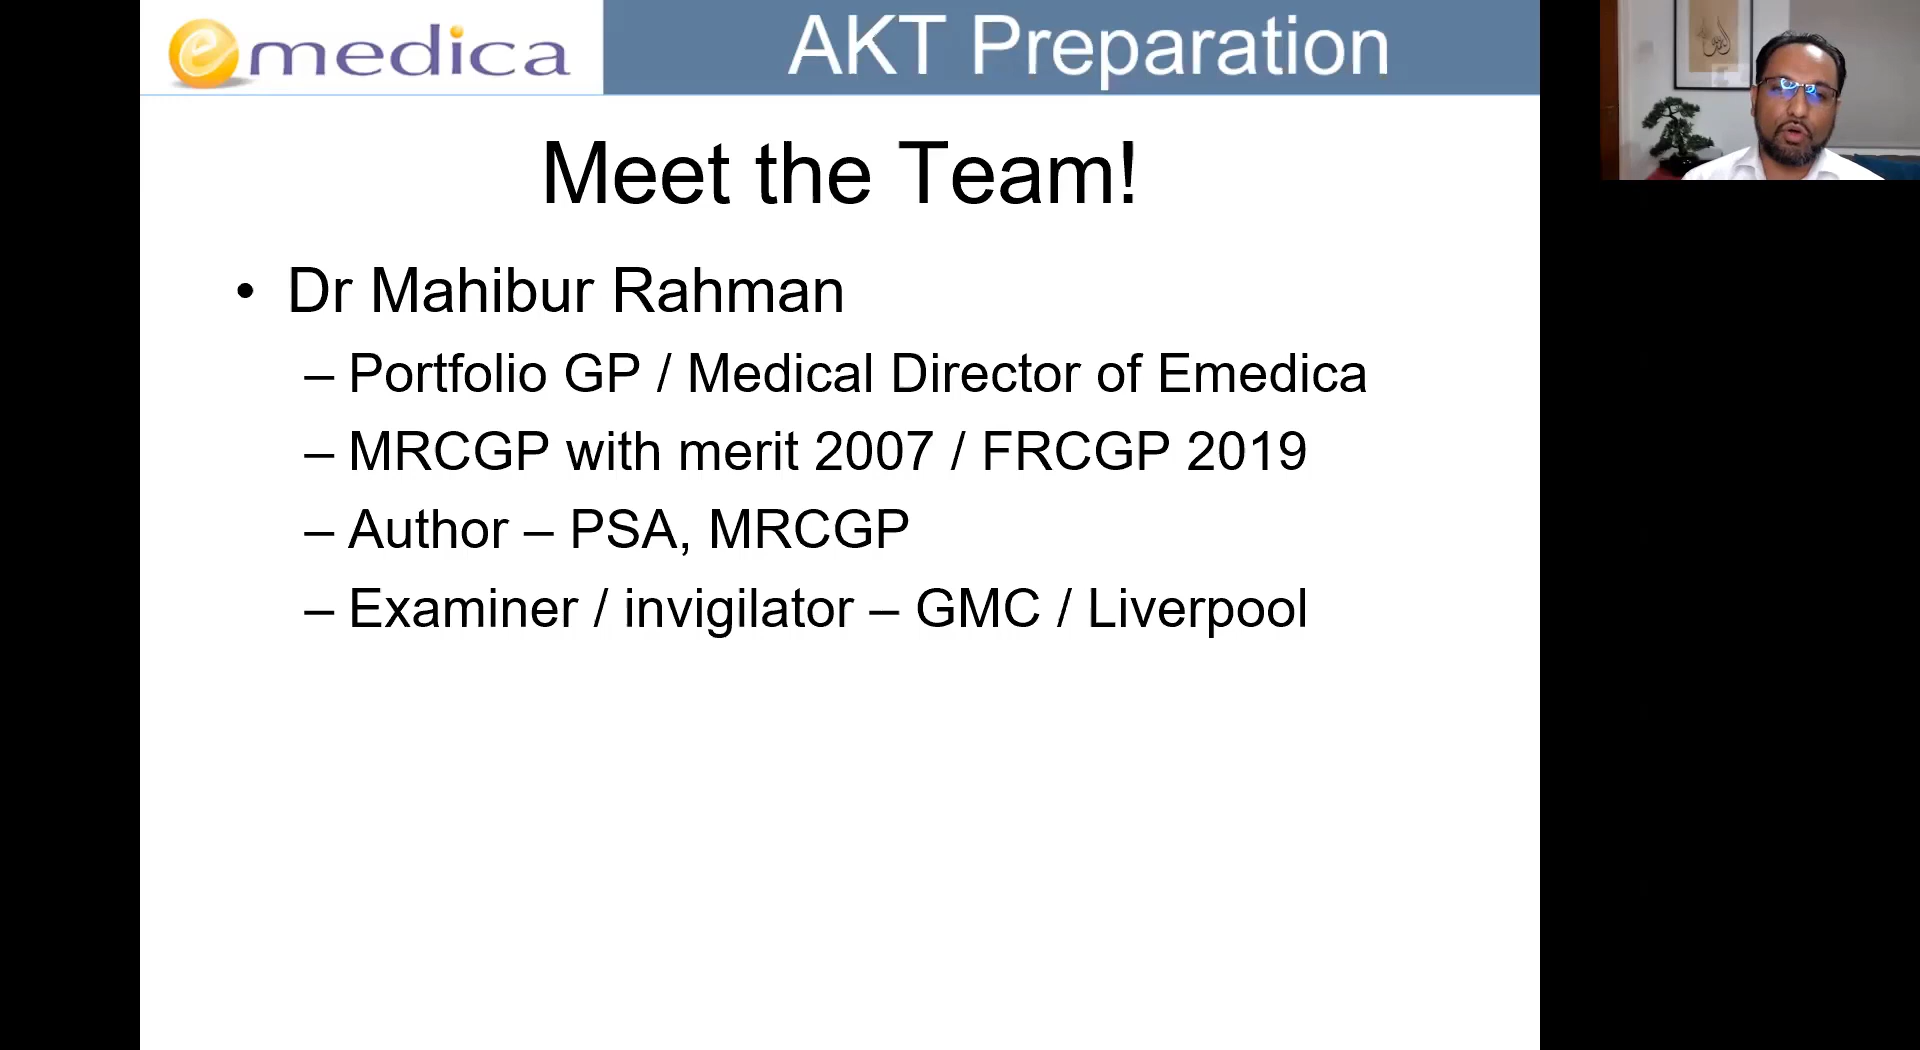 emedica
AKT Preparation
Meet the Team!
• Dr Mahibur Rahman
– Portfolio GP / Medical Director of Emedica
– MRCGP with merit 2007 / FRCGP 2019
– Author – PSA, MRCGP
– Examiner / invigilator – GMC / Liverpool